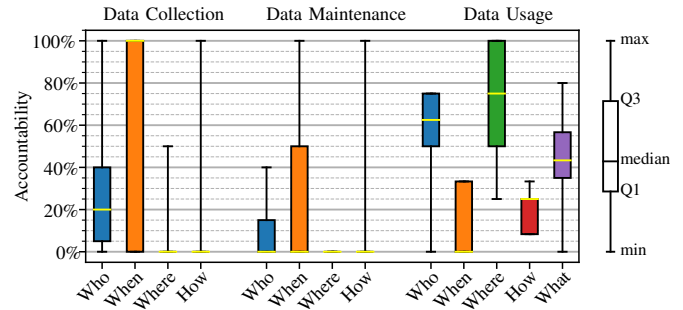 Data Collection Data Maintenance Data Usage
100%
80%
60%
40%
20%
0%
Accountability
Who When Where How Who When Where How Who When Where How What
max
Q3
median
Q1
min